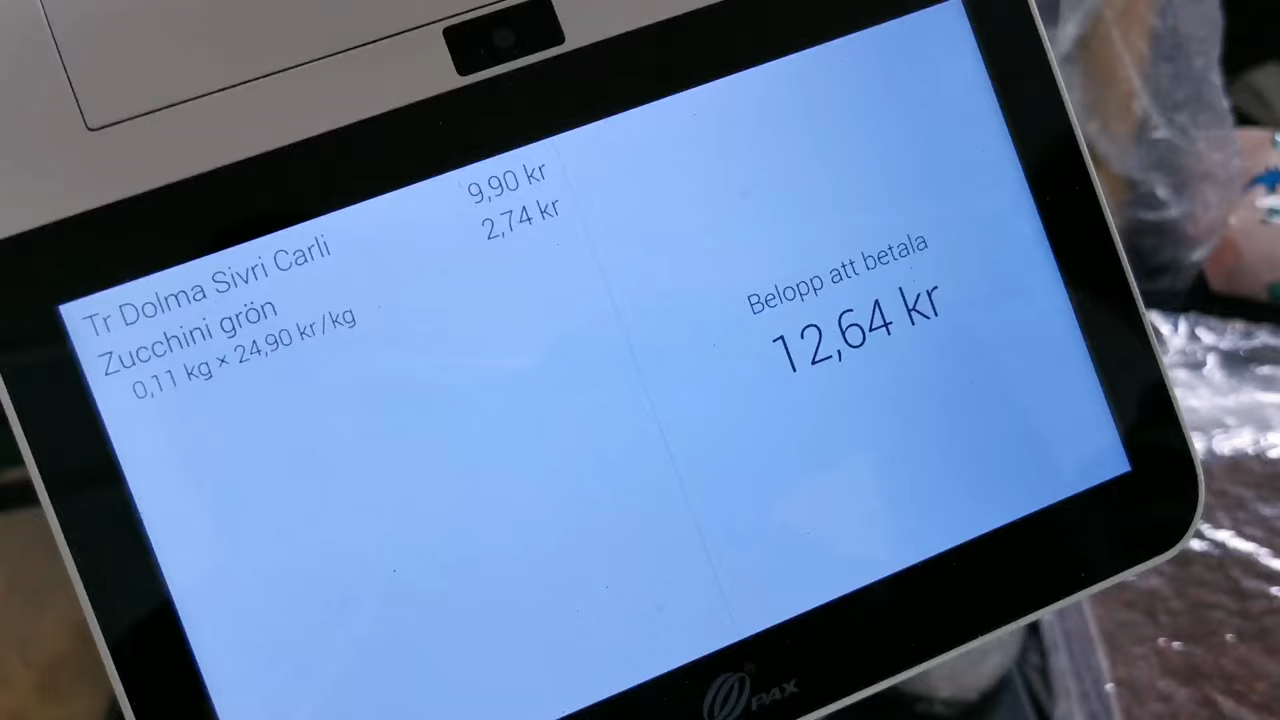 Tr Dolma Sivri Carli 9,90 kr
Zucchini grön 2,74 kr
0,11 kg × 24,90 kr/kg
Belopp att betala
12,64 kr
PAX®